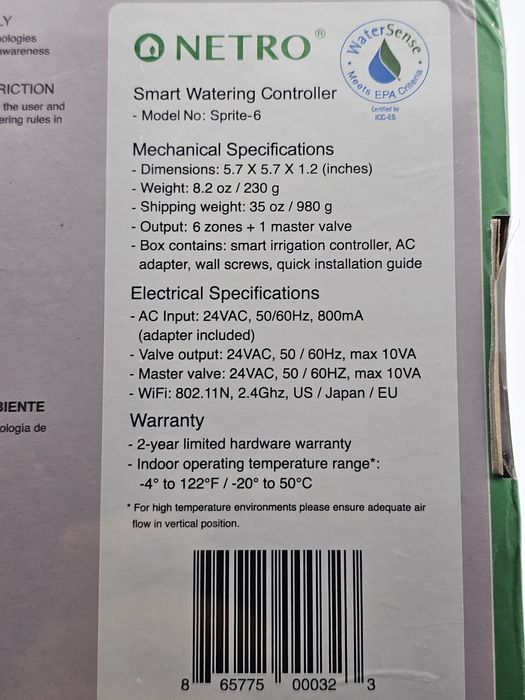 LY
ologies
awareness
RICTION
the user and
ering rules in
BIENTE
ología de
NETRO®
WaterSense
Meets EPA Criteria
Certified by
ICC-ES
Smart Watering Controller
- Model No: Sprite-6
Mechanical Specifications
- Dimensions: 5.7 X 5.7 X 1.2 (inches)
- Weight: 8.2 oz / 230 g
- Shipping weight: 35 oz / 980 g
- Output: 6 zones + 1 master valve
- Box contains: smart irrigation controller, AC
adapter, wall screws, quick installation guide
Electrical Specifications
- AC Input: 24VAC, 50/60Hz, 800mA
(adapter included)
- Valve output: 24VAC, 50 / 60Hz, max 10VA
- Master valve: 24VAC, 50 / 60HZ, max 10VA
- WiFi: 802.11N, 2.4Ghz, US / Japan / EU
Warranty
- 2-year limited hardware warranty
- Indoor operating temperature range*:
-4° to 122°F / -20° to 50°C
* For high temperature environments please ensure adequate air
flow in vertical position.
8 65775 00032 3